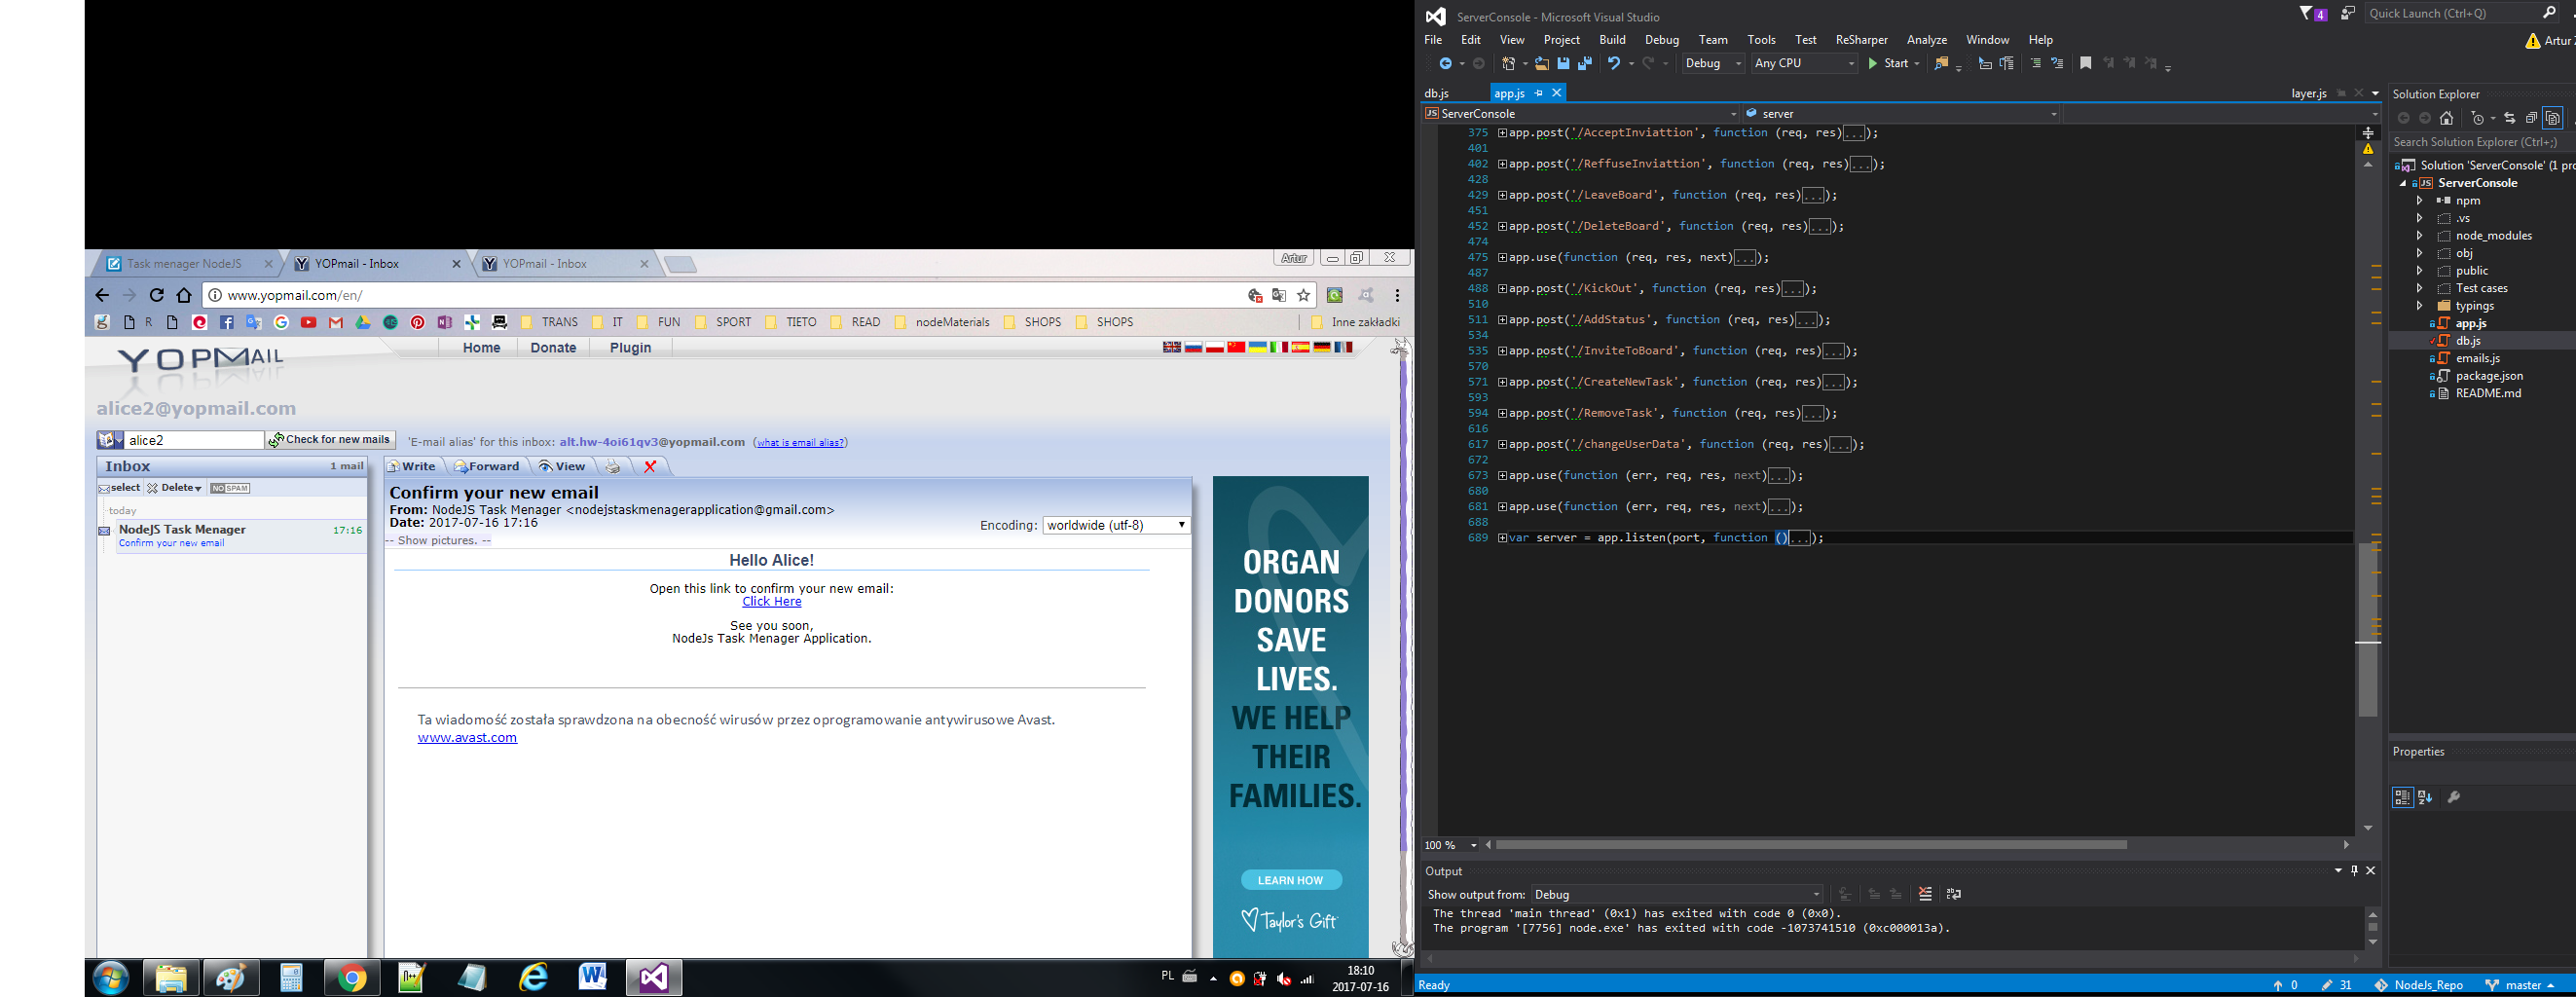 Task menager NodeJS
YOPmail - Inbox
YOPmail - Inbox
Artur
www.yopmail.com/en/
R
TRANS
IT
FUN
SPORT
TIETO
READ
nodeMaterials
SHOPS
SHOPS
Inne zakładki
YOPMAIL
Home
Donate
Plugin
alice2@yopmail.com
alice2
Check for new mails
'E-mail alias' for this inbox: alt.hw-4oi61qv3@yopmail.com (what is email alias?)
Inbox
1 mail
select
Delete
NO SPAM
today
NodeJS Task Menager
17:16
Confirm your new email
Write
Forward
View
Confirm your new email
From: NodeJS Task Menager <nodejstaskmenagerapplication@gmail.com>
Date: 2017-07-16 17:16
Encoding: worldwide (utf-8)
-- Show pictures. --
Hello Alice!
Open this link to confirm your new email:
Click Here
See you soon,
NodeJs Task Menager Application.
Ta wiadomość została sprawdzona na obecność wirusów przez oprogramowanie antywirusowe Avast.
www.avast.com
ORGAN
DONORS
SAVE
LIVES.
WE HELP
THEIR
FAMILIES.
LEARN HOW
Taylor's Gift
PL
18:10
2017-07-16
ServerConsole - Microsoft Visual Studio
4
Quick Launch (Ctrl+Q)
File Edit View Project Build Debug Team Tools Test ReSharper Analyze Window Help
Artur
Debug
Any CPU
Start
db.js
app.js
layer.js
JS ServerConsole
server
375 app.post('/AcceptInviattion', function (req, res)...);
401
402 app.post('/ReffuseInviattion', function (req, res)...);
428
429 app.post('/LeaveBoard', function (req, res)...);
451
452 app.post('/DeleteBoard', function (req, res)...);
474
475 app.use(function (req, res, next)...);
487
488 app.post('/KickOut', function (req, res)...);
510
511 app.post('/AddStatus', function (req, res)...);
534
535 app.post('/InviteToBoard', function (req, res)...);
570
571 app.post('/CreateNewTask', function (req, res)...);
593
594 app.post('/RemoveTask', function (req, res)...);
616
617 app.post('/changeUserData', function (req, res)...);
672
673 app.use(function (err, req, res, next)...);
680
681 app.use(function (err, req, res, next)...);
688
689 var server = app.listen(port, function ()...);
100 %
Output
Show output from: Debug
The thread 'main thread' (0x1) has exited with code 0 (0x0).
The program '[7756] node.exe' has exited with code -1073741510 (0xc000013a).
Solution Explorer
Search Solution Explorer (Ctrl+;)
Solution 'ServerConsole' (1 pro
JS ServerConsole
npm
.vs
node_modules
obj
public
Test cases
typings
app.js
db.js
emails.js
package.json
README.md
Properties
Ready
0
31
NodeJs_Repo
master